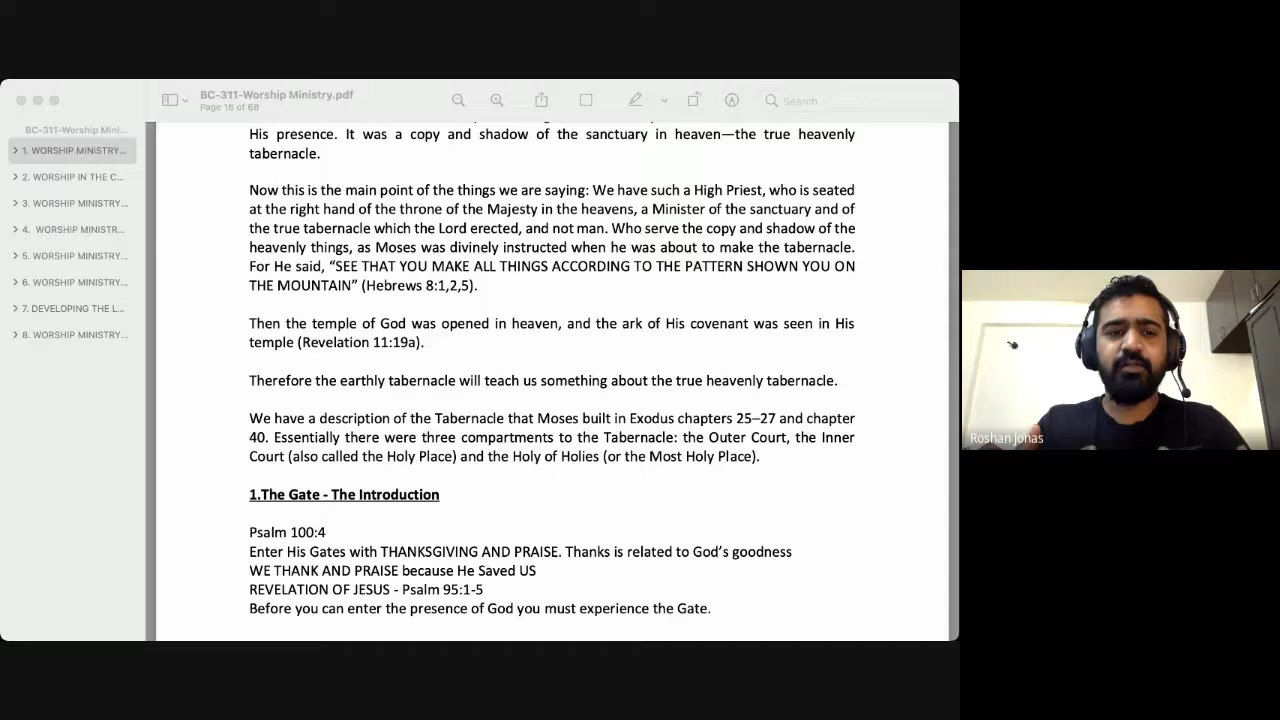 BC-311-Worship Ministry.pdf
Page 16 of 68
Search
BC-311-Worship Mini...
1. WORSHIP MINISTRY...
2. WORSHIP IN THE C...
3. WORSHIP MINISTRY...
4. WORSHIP MINISTR...
5. WORSHIP MINISTRY...
6. WORSHIP MINISTRY...
7. DEVELOPING THE L...
8. WORSHIP MINISTRY...
His presence. It was a copy and shadow of the sanctuary in heaven—the true heavenly
tabernacle.
Now this is the main point of the things we are saying: We have such a High Priest, who is seated
at the right hand of the throne of the Majesty in the heavens, a Minister of the sanctuary and of
the true tabernacle which the Lord erected, and not man. Who serve the copy and shadow of the
heavenly things, as Moses was divinely instructed when he was about to make the tabernacle.
For He said, “SEE THAT YOU MAKE ALL THINGS ACCORDING TO THE PATTERN SHOWN YOU ON
THE MOUNTAIN” (Hebrews 8:1,2,5).
Then the temple of God was opened in heaven, and the ark of His covenant was seen in His
temple (Revelation 11:19a).
Therefore the earthly tabernacle will teach us something about the true heavenly tabernacle.
We have a description of the Tabernacle that Moses built in Exodus chapters 25–27 and chapter
40. Essentially there were three compartments to the Tabernacle: the Outer Court, the Inner
Court (also called the Holy Place) and the Holy of Holies (or the Most Holy Place).
1.The Gate - The Introduction
Psalm 100:4
Enter His Gates with THANKSGIVING AND PRAISE. Thanks is related to God’s goodness
WE THANK AND PRAISE because He Saved US
REVELATION OF JESUS - Psalm 95:1-5
Before you can enter the presence of God you must experience the Gate.
Roshan Jonas